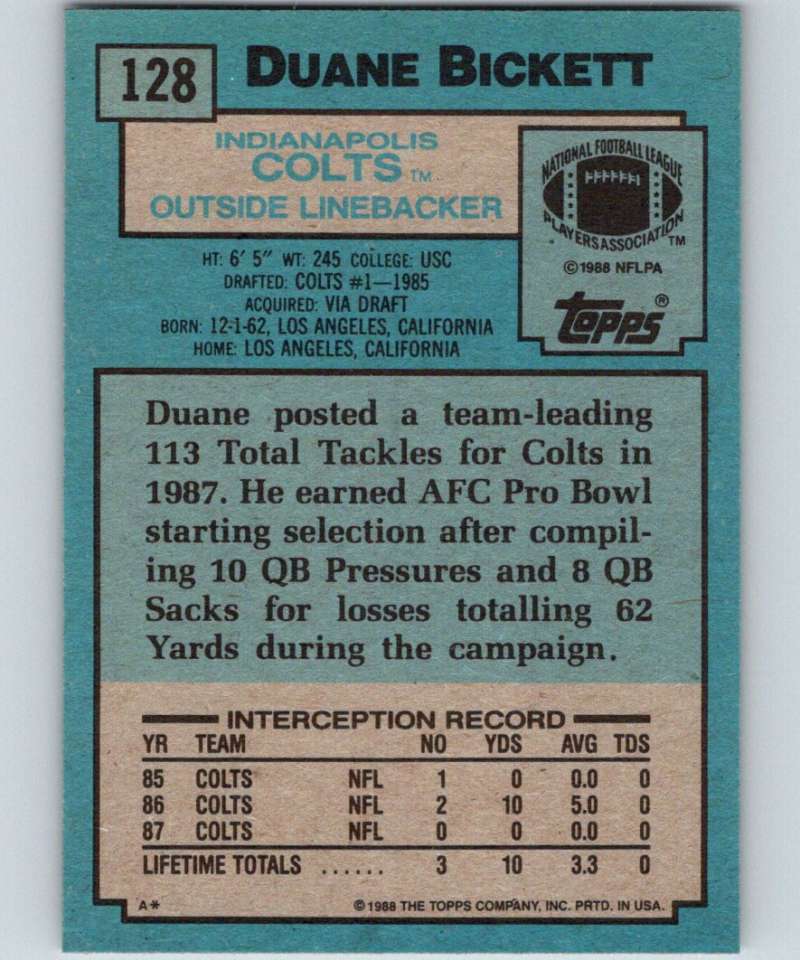 128
DUANE BICKETT
INDIANAPOLIS
COLTS TM
OUTSIDE LINEBACKER
NATIONAL FOOTBALL LEAGUE
PLAYERS ASSOCIATION TM
©1988 NFLPA
Topps®
HT: 6′ 5″ WT: 245 COLLEGE: USC
DRAFTED: COLTS #1—1985
ACQUIRED: VIA DRAFT
BORN: 12-1-62, LOS ANGELES, CALIFORNIA
HOME: LOS ANGELES, CALIFORNIA
Duane posted a team-leading
113 Total Tackles for Colts in
1987. He earned AFC Pro Bowl
starting selection after compil-
ing 10 QB Pressures and 8 QB
Sacks for losses totalling 62
Yards during the campaign.
INTERCEPTION RECORD
YR TEAM NO YDS AVG TDS
85 COLTS NFL 1 0 0.0 0
86 COLTS NFL 2 10 5.0 0
87 COLTS NFL 0 0 0.0 0
LIFETIME TOTALS ...... 3 10 3.3 0
A* ©1988 THE TOPPS COMPANY, INC. PRTD. IN USA.